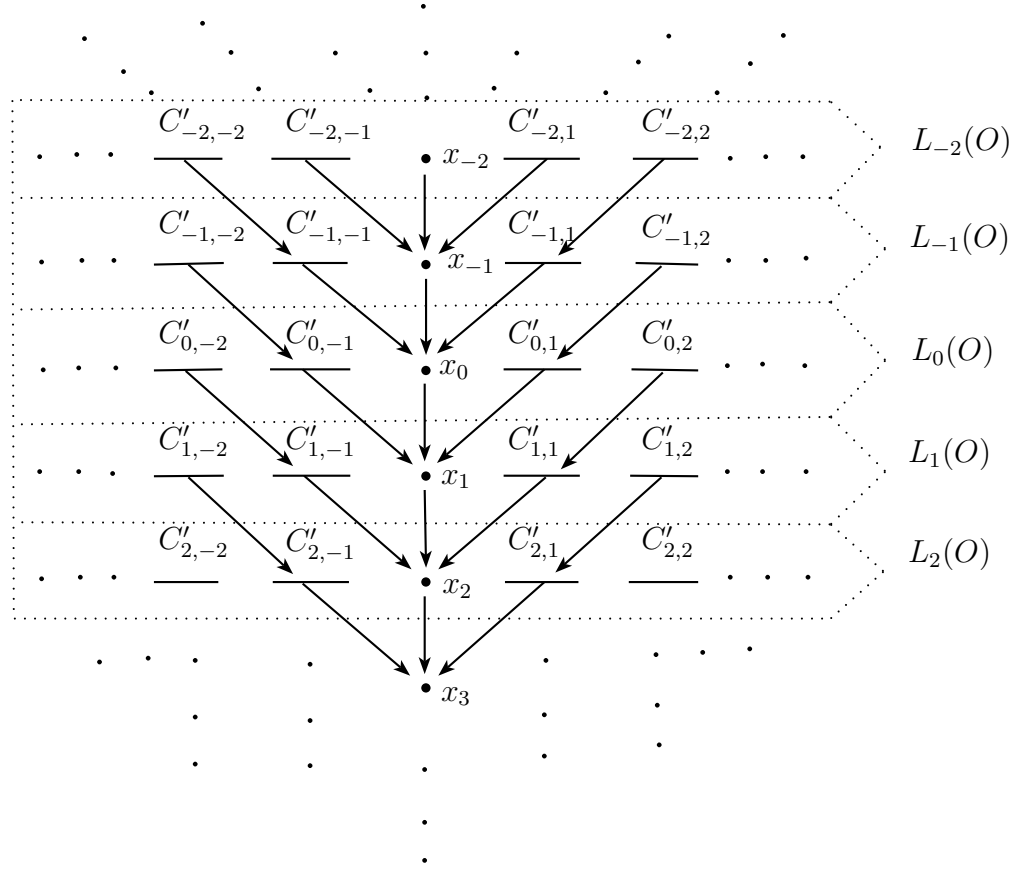 C′_{-2,-2} C′_{-2,-1} x_{-2} C′_{-2,1} C′_{-2,2} L_{-2}(O)
C′_{-1,-2} C′_{-1,-1} x_{-1} C′_{-1,1} C′_{-1,2} L_{-1}(O)
C′_{0,-2} C′_{0,-1} x_0 C′_{0,1} C′_{0,2} L_0(O)
C′_{1,-2} C′_{1,-1} x_1 C′_{1,1} C′_{1,2} L_1(O)
C′_{2,-2} C′_{2,-1} x_2 C′_{2,1} C′_{2,2} L_2(O)
x_3